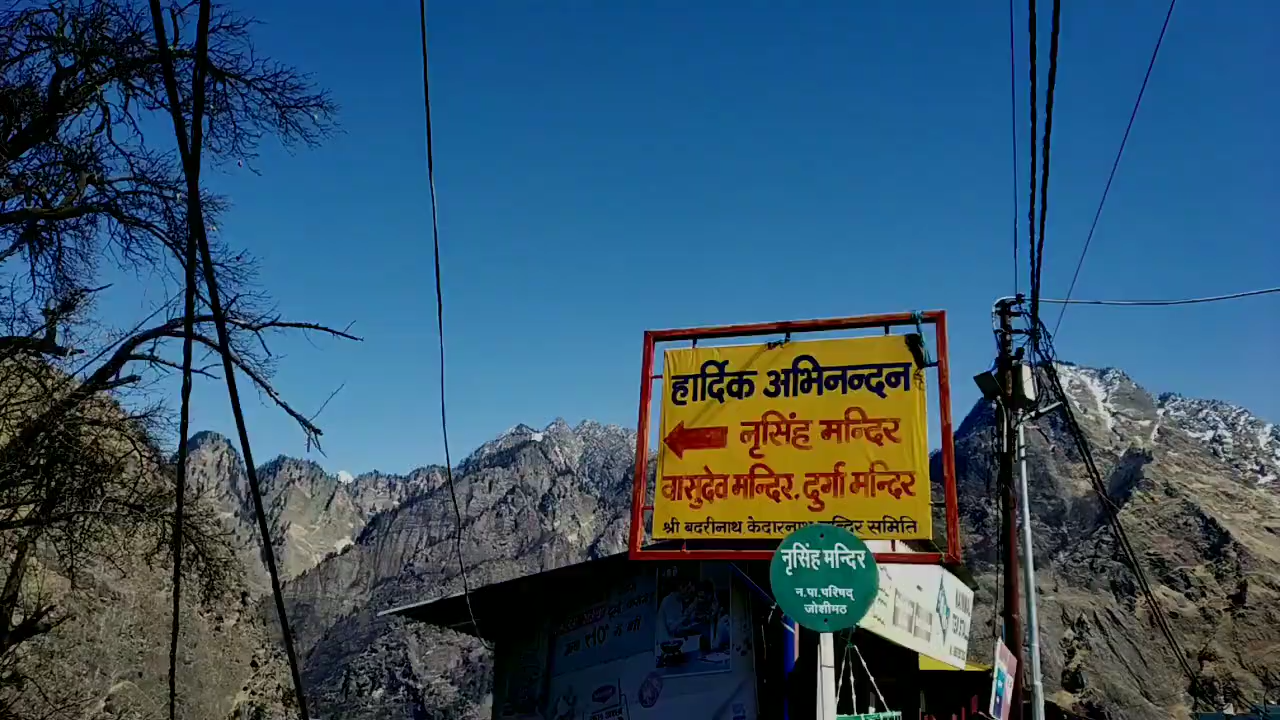 हार्दिक अभिनन्दन
नृसिंह मन्दिर
वासुदेव मन्दिर. दुर्गा मन्दिर
श्री बदरीनाथ केदारनाथ मन्दिर समिति
नृसिंह मन्दिर
न.पा.परिषद्
जोशीमठ